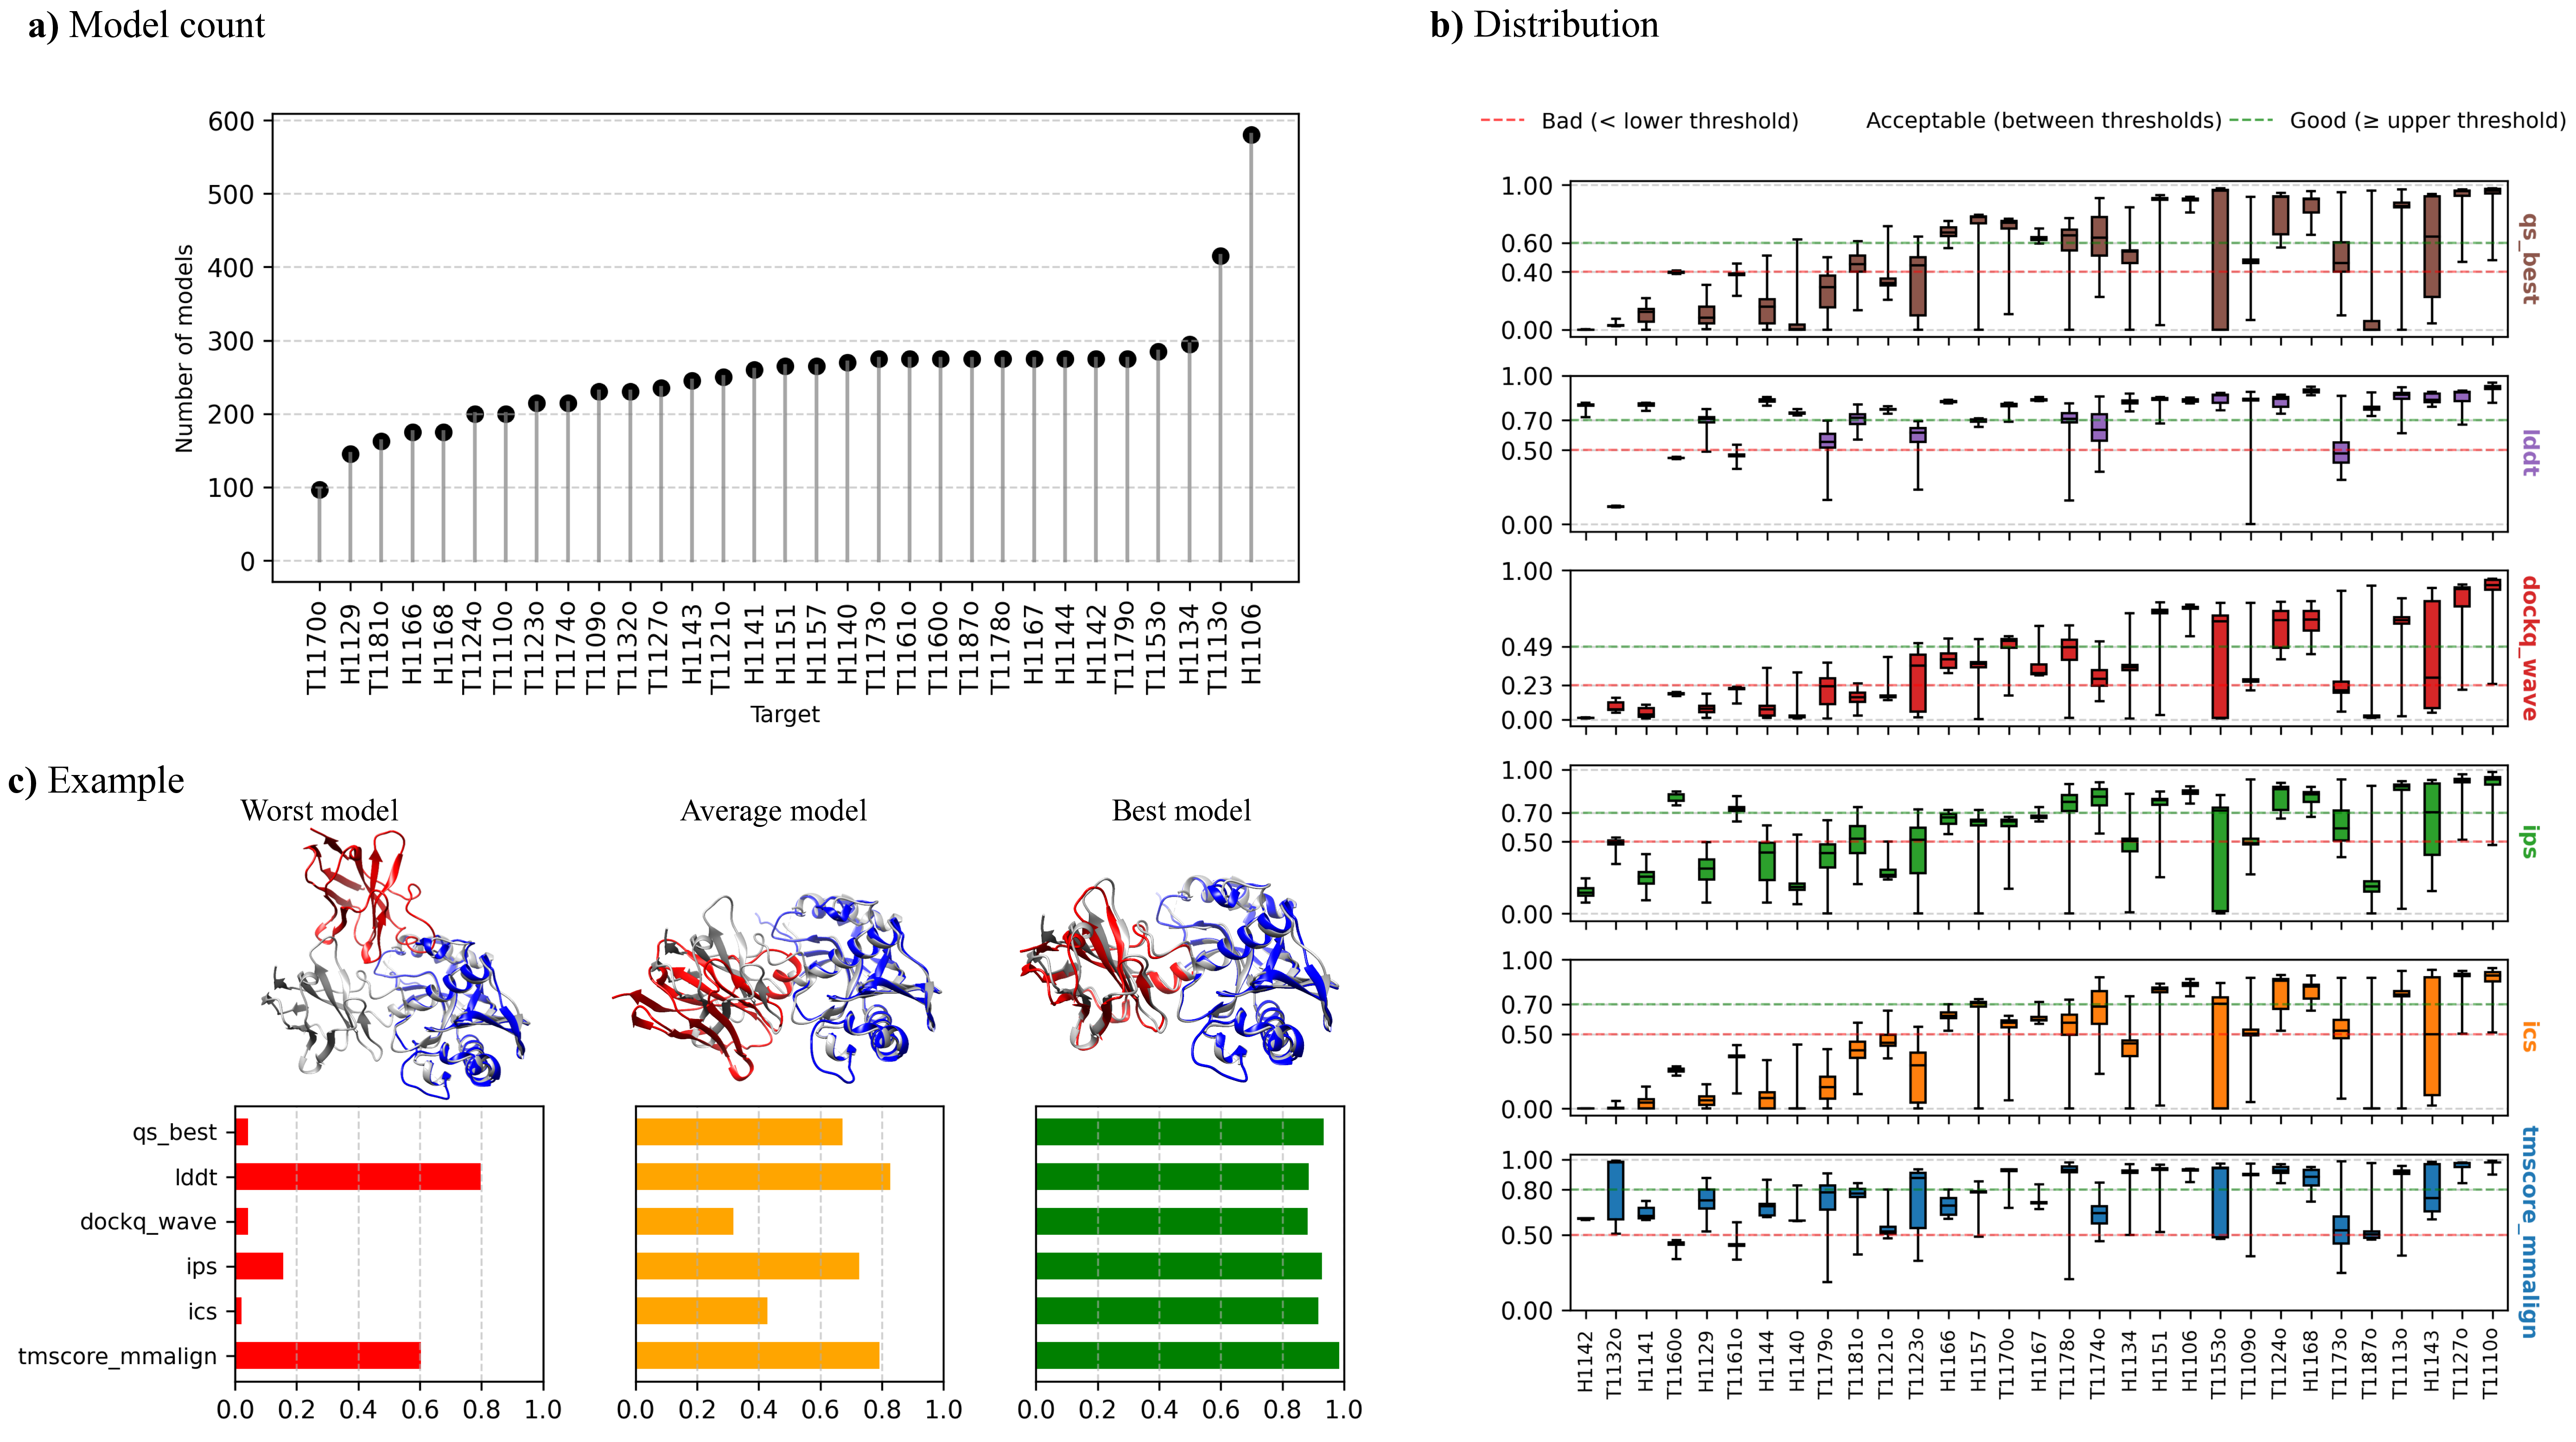 a) Model count
600
500
400
300
200
100
0
Number of models
T1170o H1129 T1181o H1166 H1168 T1124o T1110o T1123o T1174o T1109o T1132o T1127o H1143 T1121o H1141 H1151 H1157 H1140 T1173o T1161o T1160o T1187o T1178o H1167 H1144 H1142 T1179o T1153o H1134 T1113o H1106
Target
b) Distribution
Bad (< lower threshold) Acceptable (between thresholds) Good (≥ upper threshold)
1.00
0.60
0.40
0.00
qs_best
1.00
0.70
0.50
0.00
lddt
1.00
0.49
0.23
0.00
dockq_wave
1.00
0.70
0.50
0.00
ips
1.00
0.70
0.50
0.00
ics
1.00
0.80
0.50
0.00
tmscore_mmalign
H1142 T1132o H1141 T1160o H1129 T1161o H1144 H1140 T1179o T1181o T1121o T1123o H1166 H1157 T1170o H1167 T1178o T1174o H1134 H1151 H1106 T1153o T1109o T1124o H1168 T1173o T1187o T1113o H1143 T1127o T1110o
c) Example
Worst model Average model Best model
qs_best
lddt
dockq_wave
ips
ics
tmscore_mmalign
0.0 0.2 0.4 0.6 0.8 1.0
0.0 0.2 0.4 0.6 0.8 1.0
0.0 0.2 0.4 0.6 0.8 1.0